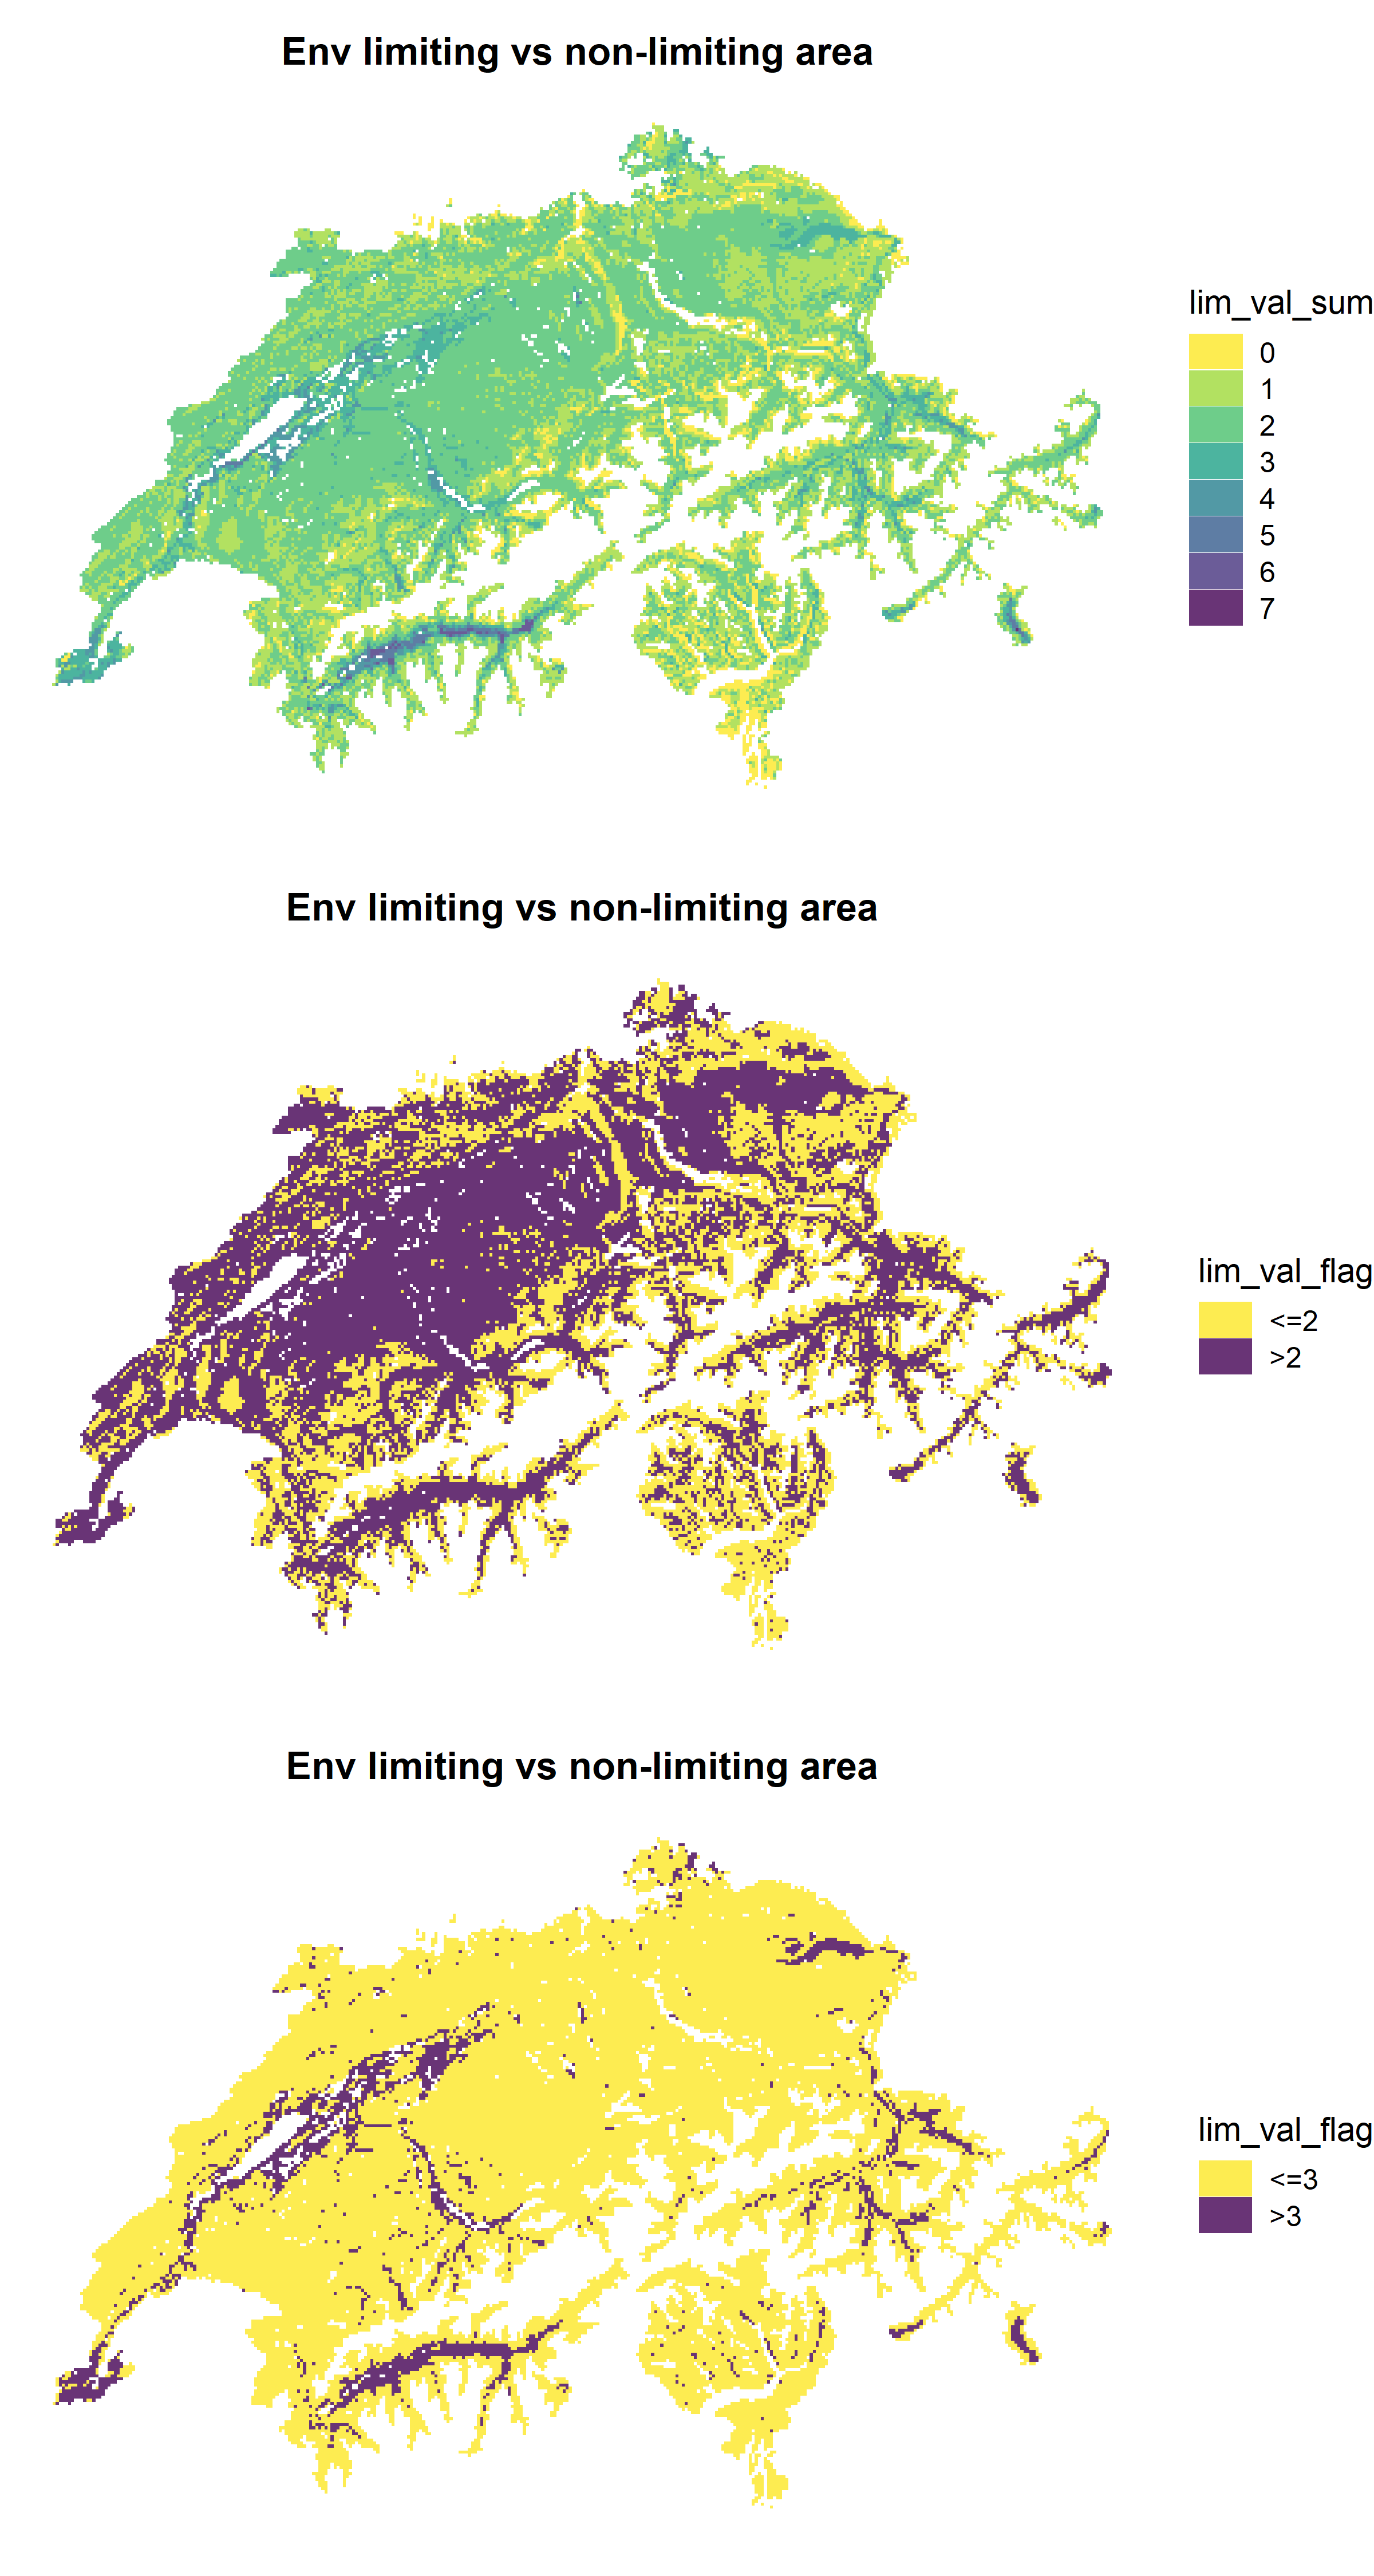 Env limiting vs non-limiting area
lim_val_sum
0
1
2
3
4
5
6
7
Env limiting vs non-limiting area
lim_val_flag
<=2
>2
Env limiting vs non-limiting area
lim_val_flag
<=3
>3